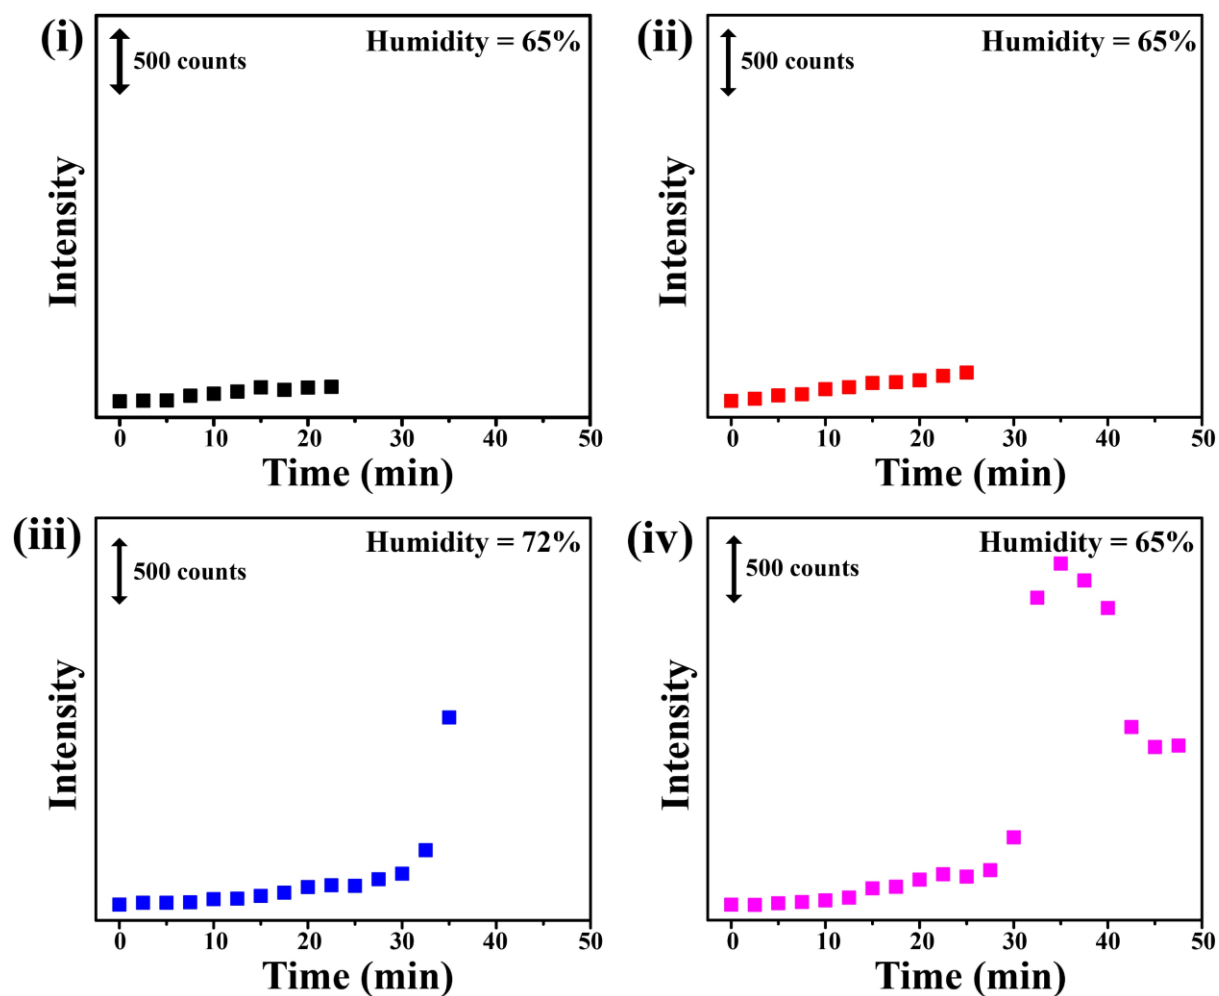 (i)
Humidity = 65%
500 counts
Intensity
0 10 20 30 40 50
Time (min)
(ii)
Humidity = 65%
500 counts
Intensity
0 10 20 30 40 50
Time (min)
(iii)
Humidity = 72%
500 counts
Intensity
0 10 20 30 40 50
Time (min)
(iv)
Humidity = 65%
500 counts
Intensity
0 10 20 30 40 50
Time (min)